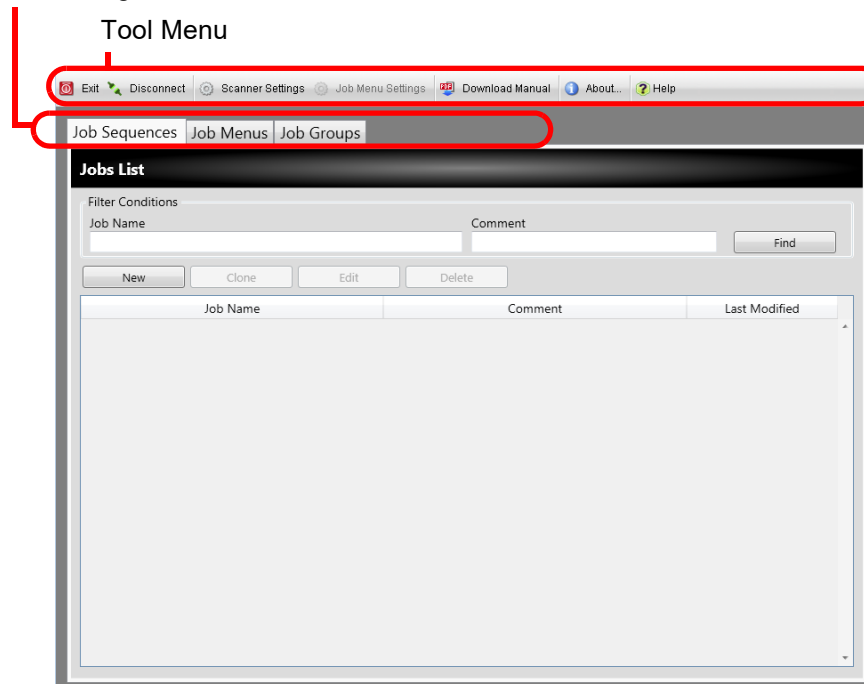 Tool Menu
Exit Disconnect Scanner Settings Job Menu Settings Download Manual About... Help
Job Sequences Job Menus Job Groups
Jobs List
Filter Conditions
Job Name Comment
Find
New Clone Edit Delete
Job Name Comment Last Modified